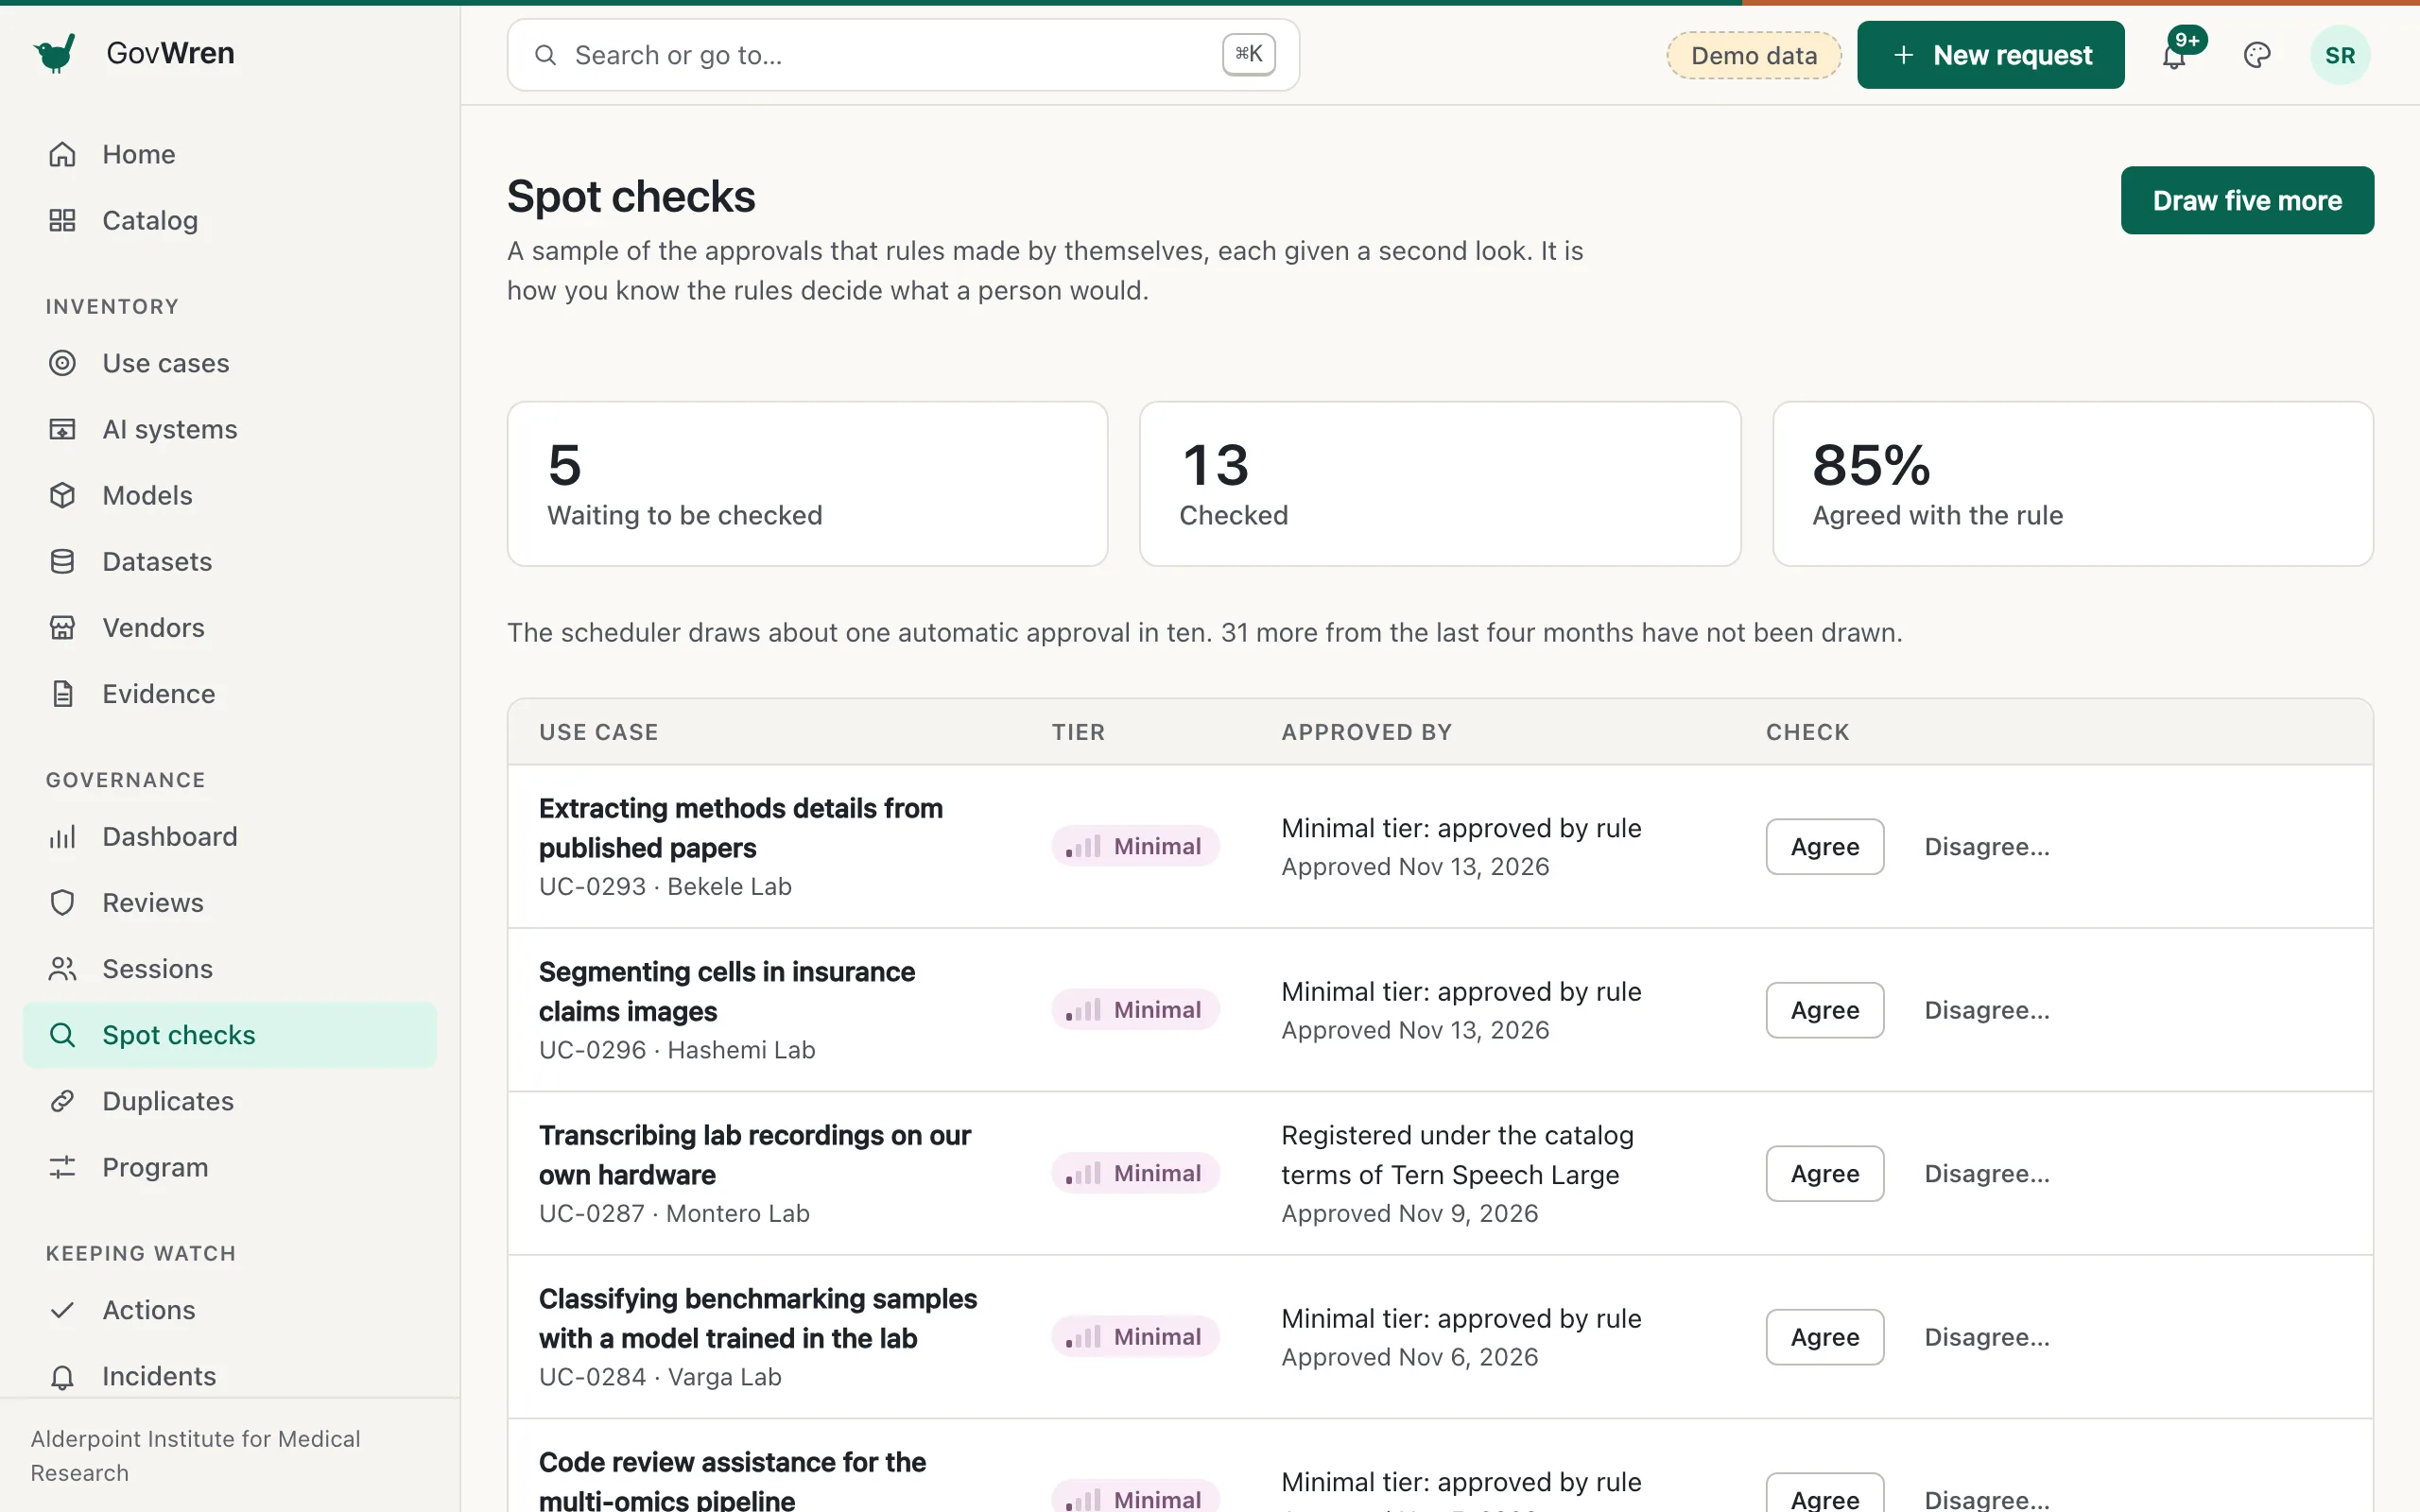 GovWren
Search or go to...
⌘K
Demo data
+ New request
9+
SR
Home
Catalog
INVENTORY
Use cases
AI systems
Models
Datasets
Vendors
Evidence
GOVERNANCE
Dashboard
Reviews
Sessions
Spot checks
Duplicates
Program
KEEPING WATCH
Actions
Incidents
Alderpoint Institute for Medical
Research
Spot checks
Draw five more
A sample of the approvals that rules made by themselves, each given a second look. It is
how you know the rules decide what a person would.
5
Waiting to be checked
13
Checked
85%
Agreed with the rule
The scheduler draws about one automatic approval in ten. 31 more from the last four months have not been drawn.
USE CASE TIER APPROVED BY CHECK
Extracting methods details from
published papers
UC-0293 · Bekele Lab
Minimal
Minimal tier: approved by rule
Approved Nov 13, 2026
Agree
Disagree...
Segmenting cells in insurance
claims images
UC-0296 · Hashemi Lab
Minimal
Minimal tier: approved by rule
Approved Nov 13, 2026
Agree
Disagree...
Transcribing lab recordings on our
own hardware
UC-0287 · Montero Lab
Minimal
Registered under the catalog
terms of Tern Speech Large
Approved Nov 9, 2026
Agree
Disagree...
Classifying benchmarking samples
with a model trained in the lab
UC-0284 · Varga Lab
Minimal
Minimal tier: approved by rule
Approved Nov 6, 2026
Agree
Disagree...
Code review assistance for the
multi-omics pipeline
Minimal
Minimal tier: approved by rule
Agree
Disagree...